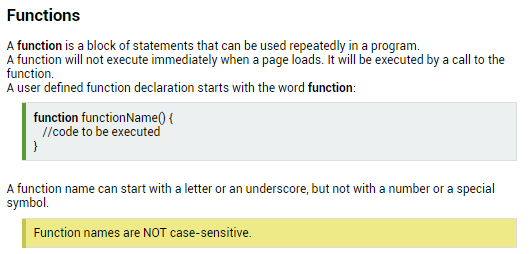 Functions
A function is a block of statements that can be used repeatedly in a program.
A function will not execute immediately when a page loads. It will be executed by a call to the
function.
A user defined function declaration starts with the word function:
function functionName() {
//code to be executed
}
A function name can start with a letter or an underscore, but not with a number or a special
symbol.
Function names are NOT case-sensitive.